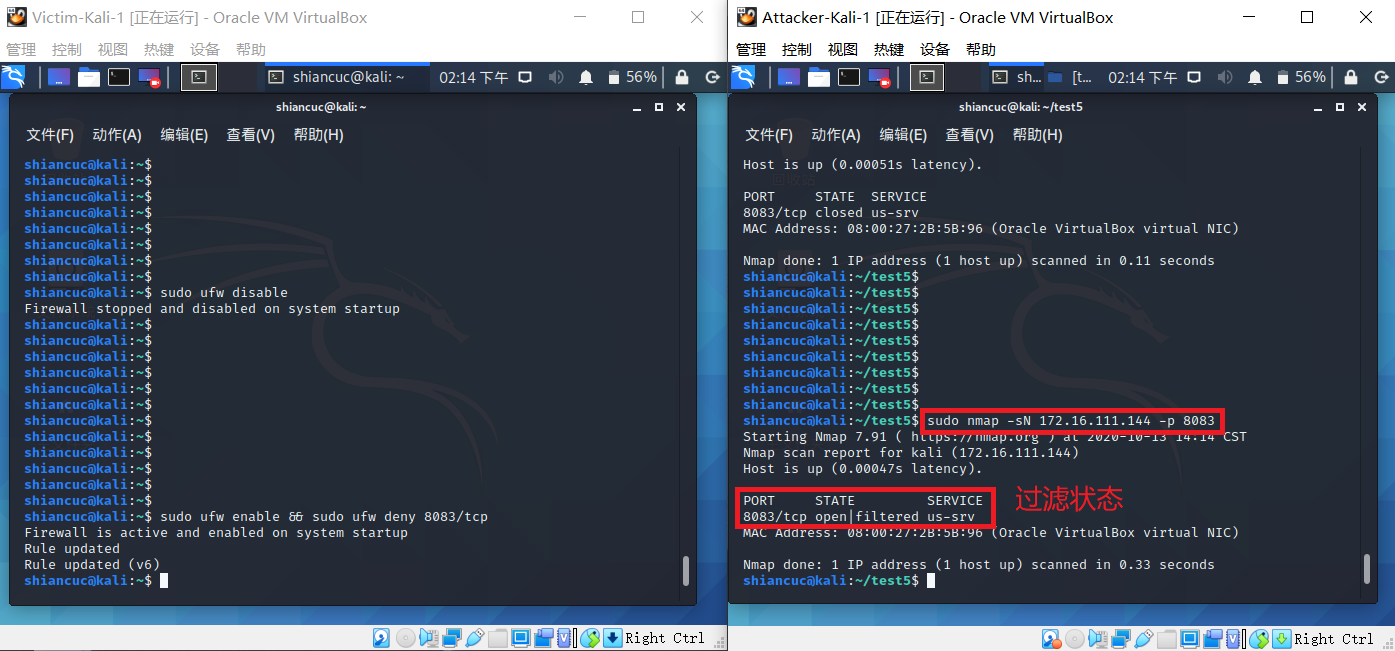 Victim-Kali-1 [正在运行] - Oracle VM VirtualBox
管理 控制 视图 热键 设备 帮助
shiancuc@kali: ~ 02:14 下午 56%
shiancuc@kali: ~
文件(F) 动作(A) 编辑(E) 查看(V) 帮助(H)
shiancuc@kali:~$
shiancuc@kali:~$
shiancuc@kali:~$
shiancuc@kali:~$
shiancuc@kali:~$
shiancuc@kali:~$
shiancuc@kali:~$
shiancuc@kali:~$
shiancuc@kali:~$ sudo ufw disable
Firewall stopped and disabled on system startup
shiancuc@kali:~$
shiancuc@kali:~$
shiancuc@kali:~$
shiancuc@kali:~$
shiancuc@kali:~$
shiancuc@kali:~$
shiancuc@kali:~$
shiancuc@kali:~$
shiancuc@kali:~$
shiancuc@kali:~$
shiancuc@kali:~$
shiancuc@kali:~$
shiancuc@kali:~$ sudo ufw enable && sudo ufw deny 8083/tcp
Firewall is active and enabled on system startup
Rule updated
Rule updated (v6)
shiancuc@kali:~$
Right Ctrl
Attacker-Kali-1 [正在运行] - Oracle VM VirtualBox
管理 控制 视图 热键 设备 帮助
sh... [t... 02:14 下午 56%
shiancuc@kali: ~/test5
文件(F) 动作(A) 编辑(E) 查看(V) 帮助(H)
Host is up (0.00051s latency).
PORT STATE SERVICE
8083/tcp closed us-srv
MAC Address: 08:00:27:2B:5B:96 (Oracle VirtualBox virtual NIC)
Nmap done: 1 IP address (1 host up) scanned in 0.11 seconds
shiancuc@kali:~/test5$
shiancuc@kali:~/test5$
shiancuc@kali:~/test5$
shiancuc@kali:~/test5$
shiancuc@kali:~/test5$
shiancuc@kali:~/test5$
shiancuc@kali:~/test5$
shiancuc@kali:~/test5$
shiancuc@kali:~/test5$
shiancuc@kali:~/test5$ sudo nmap -sN 172.16.111.144 -p 8083
Starting Nmap 7.91 ( https://nmap.org ) at 2020-10-13 14:14 CST
Nmap scan report for kali (172.16.111.144)
Host is up (0.00047s latency).
PORT STATE SERVICE
8083/tcp open|filtered us-srv
过滤状态
MAC Address: 08:00:27:2B:5B:96 (Oracle VirtualBox virtual NIC)
Nmap done: 1 IP address (1 host up) scanned in 0.33 seconds
shiancuc@kali:~/test5$
Right Ctrl